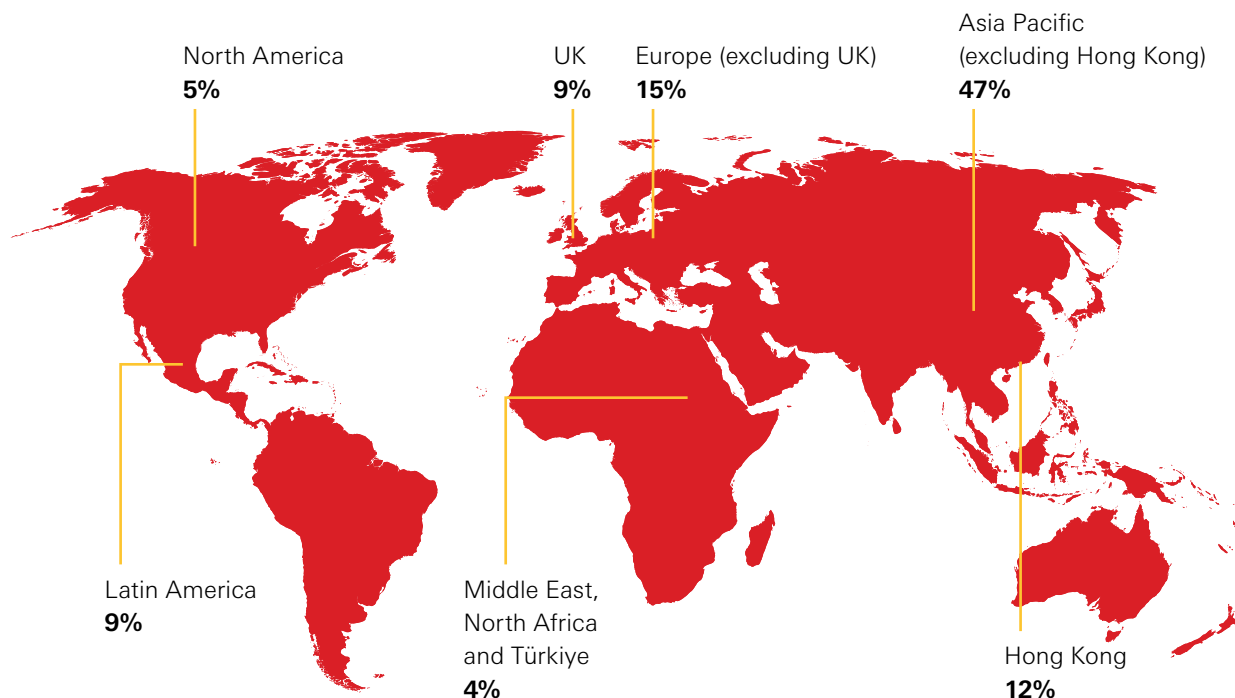 North America
5%
UK
9%
Europe (excluding UK)
15%
Asia Pacific
(excluding Hong Kong)
47%
Latin America
9%
Middle East,
North Africa
and Türkiye
4%
Hong Kong
12%